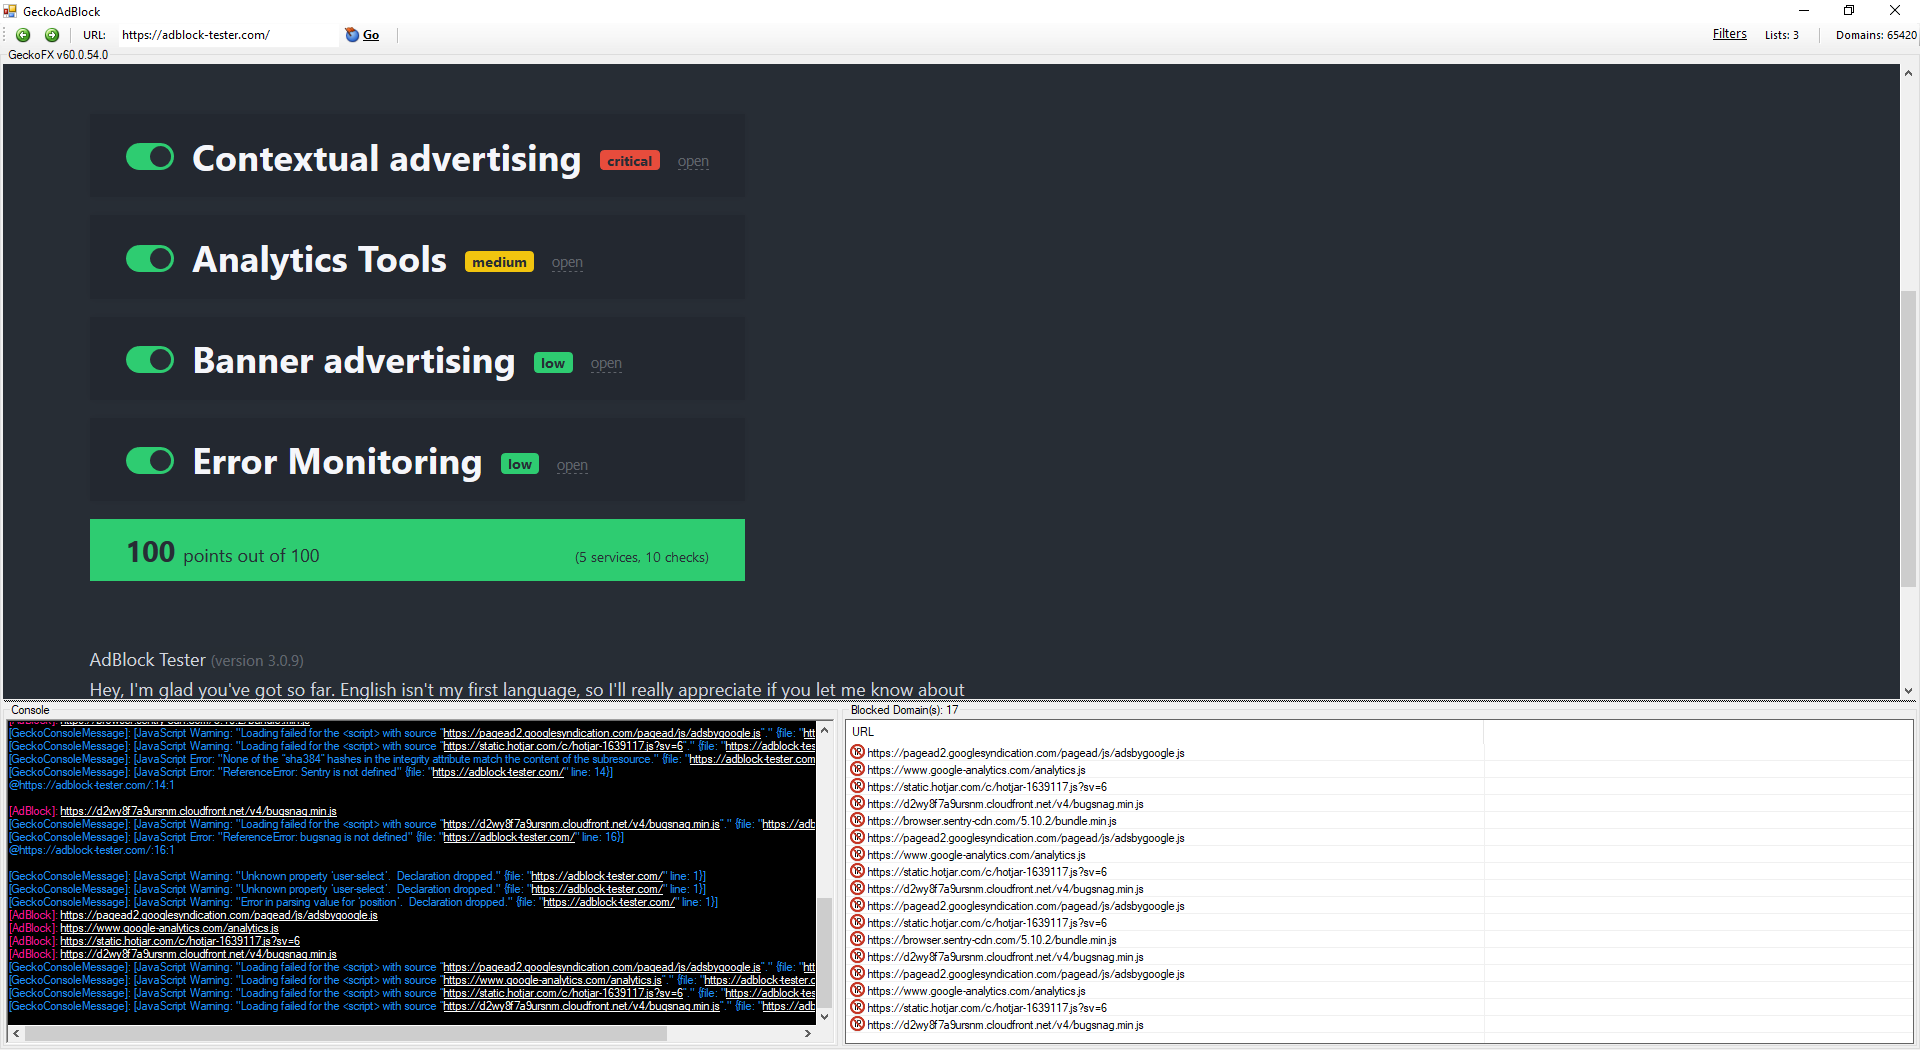 GeckoAdBlock
URL: https://adblock-tester.com/ Go Filters Lists: 3 Domains: 65420
GeckoFX v60.0.54.0
Contextual advertising critical open
Analytics Tools medium open
Banner advertising low open
Error Monitoring low open
100 points out of 100 (5 services, 10 checks)
AdBlock Tester (version 3.0.9)
Hey, I'm glad you've got so far. English isn't my first language, so I'll really appreciate if you let me know about
Console
[AdBlock]: https://browser.sentry-cdn.com/5.10.2/bundle.min.js
[GeckoConsoleMessage]: [JavaScript Warning: "Loading failed for the <script> with source "https://pagead2.googlesyndication.com/pagead/js/adsbygoogle.js"." {file: "htt
[GeckoConsoleMessage]: [JavaScript Warning: "Loading failed for the <script> with source "https://static.hotjar.com/c/hotjar-1639117.js?sv=6"." {file: "https://adblock-tes
[GeckoConsoleMessage]: [JavaScript Error: "None of the "sha384" hashes in the integrity attribute match the content of the subresource." {file: "https://adblock-tester.com
[GeckoConsoleMessage]: [JavaScript Error: "ReferenceError: Sentry is not defined" {file: "https://adblock-tester.com/" line: 14}]
@https://adblock-tester.com/:14:1
[AdBlock]: https://d2wy8f7a9ursnm.cloudfront.net/v4/bugsnag.min.js
[GeckoConsoleMessage]: [JavaScript Warning: "Loading failed for the <script> with source "https://d2wy8f7a9ursnm.cloudfront.net/v4/bugsnag.min.js"." {file: "https://adb
[GeckoConsoleMessage]: [JavaScript Error: "ReferenceError: bugsnag is not defined" {file: "https://adblock-tester.com/" line: 16}]
@https://adblock-tester.com/:16:1
[GeckoConsoleMessage]: [JavaScript Warning: "Unknown property 'user-select'.  Declaration dropped." {file: "https://adblock-tester.com/" line: 1}]
[GeckoConsoleMessage]: [JavaScript Warning: "Unknown property 'user-select'.  Declaration dropped." {file: "https://adblock-tester.com/" line: 1}]
[GeckoConsoleMessage]: [JavaScript Warning: "Error in parsing value for 'position'.  Declaration dropped." {file: "https://adblock-tester.com/" line: 1}]
[AdBlock]: https://pagead2.googlesyndication.com/pagead/js/adsbygoogle.js
[AdBlock]: https://www.google-analytics.com/analytics.js
[AdBlock]: https://static.hotjar.com/c/hotjar-1639117.js?sv=6
[AdBlock]: https://d2wy8f7a9ursnm.cloudfront.net/v4/bugsnag.min.js
[GeckoConsoleMessage]: [JavaScript Warning: "Loading failed for the <script> with source "https://pagead2.googlesyndication.com/pagead/js/adsbygoogle.js"." {file: "htt
[GeckoConsoleMessage]: [JavaScript Warning: "Loading failed for the <script> with source "https://www.google-analytics.com/analytics.js"." {file: "https://adblock-tester.c
[GeckoConsoleMessage]: [JavaScript Warning: "Loading failed for the <script> with source "https://static.hotjar.com/c/hotjar-1639117.js?sv=6"." {file: "https://adblock-tes
[GeckoConsoleMessage]: [JavaScript Warning: "Loading failed for the <script> with source "https://d2wy8f7a9ursnm.cloudfront.net/v4/bugsnag.min.js"." {file: "https://adb
Blocked Domain(s): 17
URL
https://pagead2.googlesyndication.com/pagead/js/adsbygoogle.js
https://www.google-analytics.com/analytics.js
https://static.hotjar.com/c/hotjar-1639117.js?sv=6
https://d2wy8f7a9ursnm.cloudfront.net/v4/bugsnag.min.js
https://browser.sentry-cdn.com/5.10.2/bundle.min.js
https://pagead2.googlesyndication.com/pagead/js/adsbygoogle.js
https://www.google-analytics.com/analytics.js
https://static.hotjar.com/c/hotjar-1639117.js?sv=6
https://d2wy8f7a9ursnm.cloudfront.net/v4/bugsnag.min.js
https://pagead2.googlesyndication.com/pagead/js/adsbygoogle.js
https://static.hotjar.com/c/hotjar-1639117.js?sv=6
https://browser.sentry-cdn.com/5.10.2/bundle.min.js
https://d2wy8f7a9ursnm.cloudfront.net/v4/bugsnag.min.js
https://pagead2.googlesyndication.com/pagead/js/adsbygoogle.js
https://www.google-analytics.com/analytics.js
https://static.hotjar.com/c/hotjar-1639117.js?sv=6
https://d2wy8f7a9ursnm.cloudfront.net/v4/bugsnag.min.js